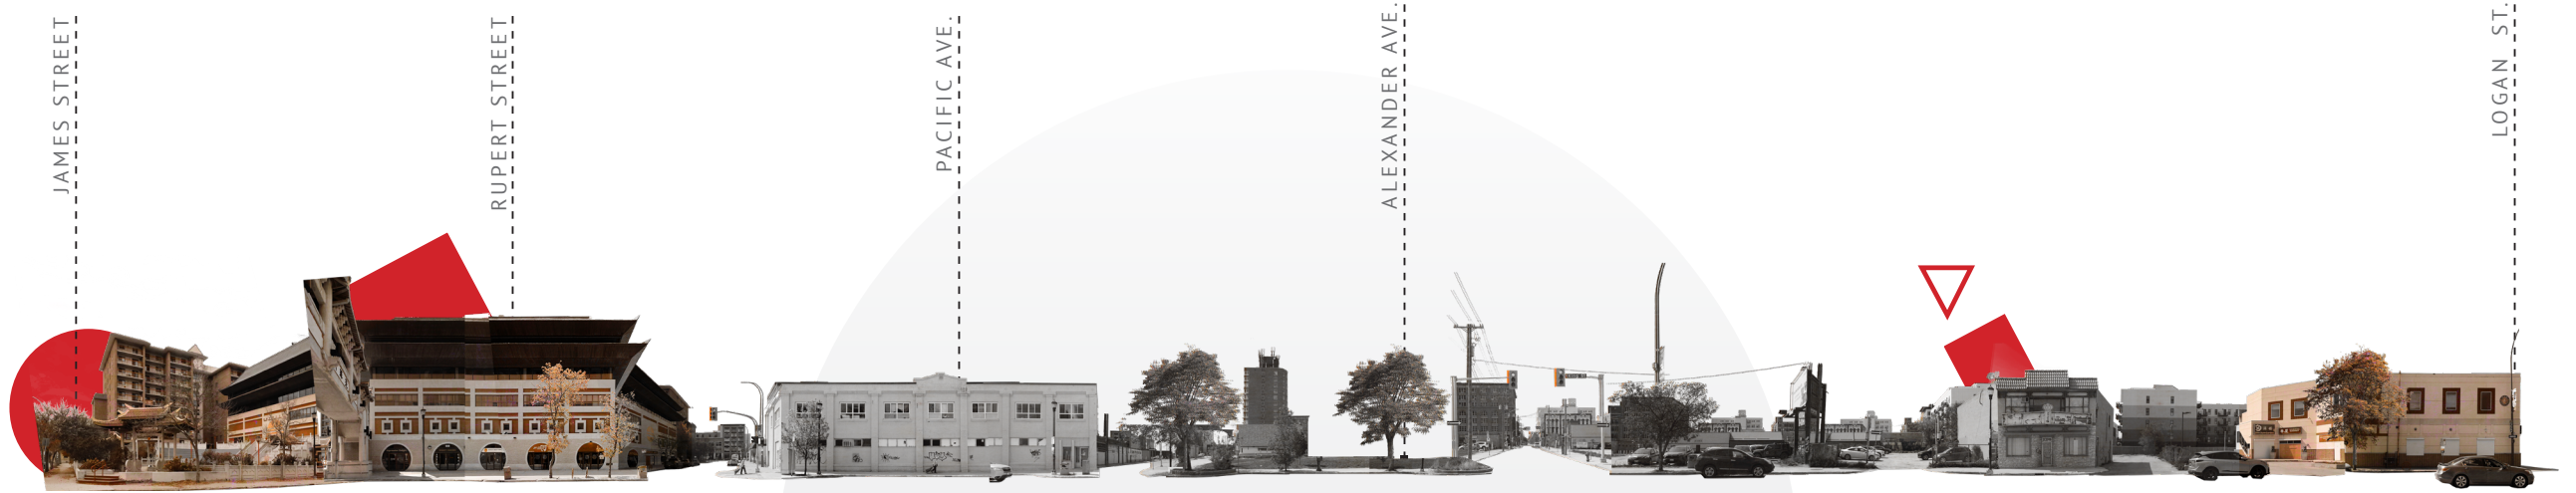 JAMES STREET
RUPERT STREET
PACIFIC AVE.
ALEXANDER AVE.
LOGAN ST.